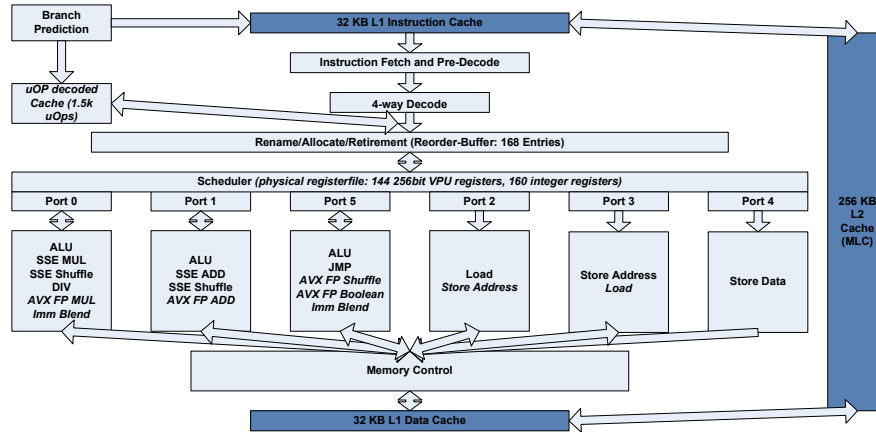 Branch
Prediction
32 KB L1 Instruction Cache
Instruction Fetch and Pre-Decode
uOP decoded
Cache (1.5k
uOps)
4-way Decode
Rename/Allocate/Retirement (Reorder-Buffer: 168 Entries)
Scheduler (physical registerfile: 144 256bit VPU registers, 160 integer registers)
Port 0
Port 1
Port 5
Port 2
Port 3
Port 4
ALU
SSE MUL
SSE Shuffle
DIV
AVX FP MUL
Imm Blend
ALU
SSE ADD
SSE Shuffle
AVX FP ADD
ALU
JMP
AVX FP Shuffle
AVX FP Boolean
Imm Blend
Load
Store Address
Store Address
Load
Store Data
256 KB
L2
Cache
(MLC)
Memory Control
32 KB L1 Data Cache